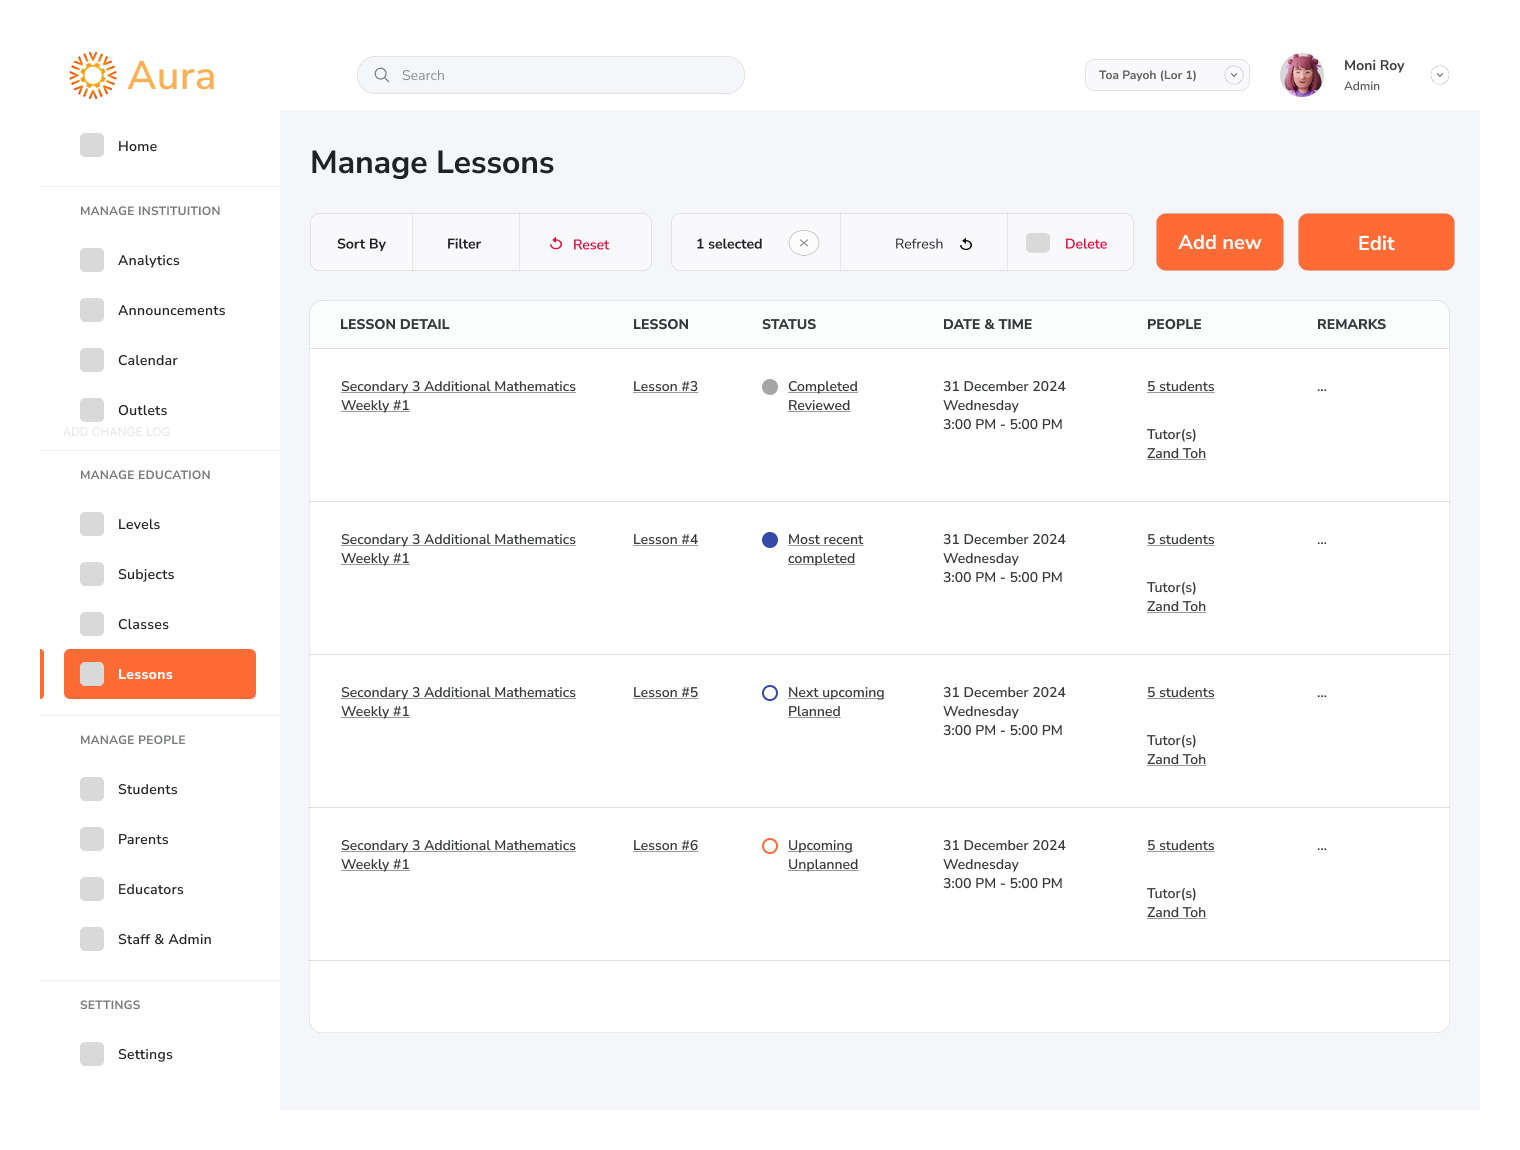 Aura
Search
Toa Payoh (Lor 1)
Moni Roy
Admin
Home
MANAGE INSTITUITION
Analytics
Announcements
Calendar
Outlets
ADD CHANGE LOG
MANAGE EDUCATION
Levels
Subjects
Classes
Lessons
MANAGE PEOPLE
Students
Parents
Educators
Staff & Admin
SETTINGS
Settings
Manage Lessons
Sort By
Filter
Reset
1 selected
Refresh
Delete
Add new
Edit
LESSON DETAIL
LESSON
STATUS
DATE & TIME
PEOPLE
REMARKS
Secondary 3 Additional Mathematics
Weekly #1
Lesson #3
Completed
Reviewed
31 December 2024
Wednesday
3:00 PM - 5:00 PM
5 students
Tutor(s)
Zand Toh
...
Secondary 3 Additional Mathematics
Weekly #1
Lesson #4
Most recent
completed
31 December 2024
Wednesday
3:00 PM - 5:00 PM
5 students
Tutor(s)
Zand Toh
...
Secondary 3 Additional Mathematics
Weekly #1
Lesson #5
Next upcoming
Planned
31 December 2024
Wednesday
3:00 PM - 5:00 PM
5 students
Tutor(s)
Zand Toh
...
Secondary 3 Additional Mathematics
Weekly #1
Lesson #6
Upcoming
Unplanned
31 December 2024
Wednesday
3:00 PM - 5:00 PM
5 students
Tutor(s)
Zand Toh
...